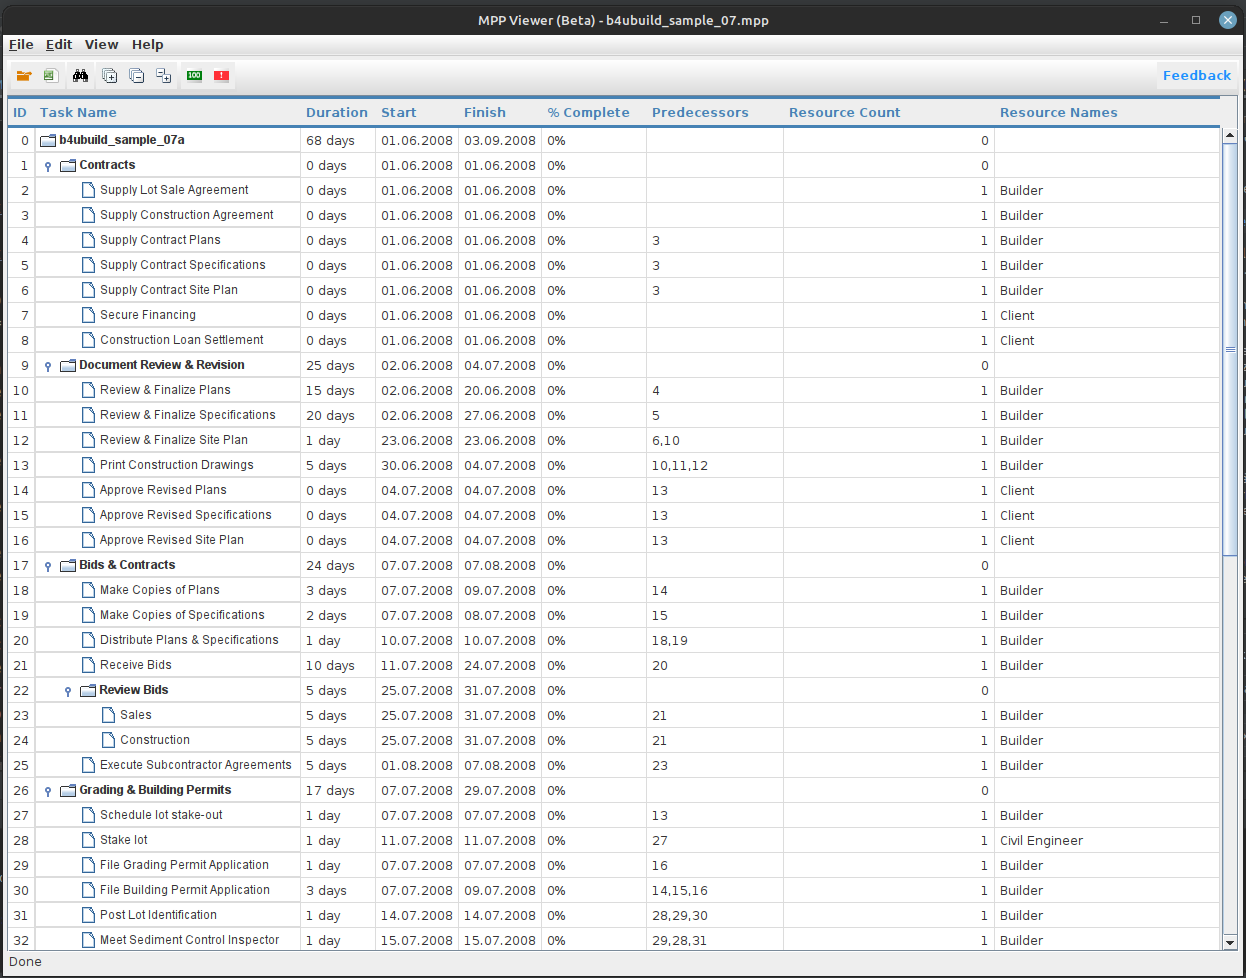 MPP Viewer (Beta) - b4ubuild_sample_07.mpp
File Edit View Help
100 ! Feedback
ID Task Name Duration Start Finish % Complete Predecessors Resource Count Resource Names
0 b4ubuild_sample_07a 68 days 01.06.2008 03.09.2008 0% 0
1 Contracts 0 days 01.06.2008 01.06.2008 0% 0
2 Supply Lot Sale Agreement 0 days 01.06.2008 01.06.2008 0% 1 Builder
3 Supply Construction Agreement 0 days 01.06.2008 01.06.2008 0% 1 Builder
4 Supply Contract Plans 0 days 01.06.2008 01.06.2008 0% 3 1 Builder
5 Supply Contract Specifications 0 days 01.06.2008 01.06.2008 0% 3 1 Builder
6 Supply Contract Site Plan 0 days 01.06.2008 01.06.2008 0% 3 1 Builder
7 Secure Financing 0 days 01.06.2008 01.06.2008 0% 1 Client
8 Construction Loan Settlement 0 days 01.06.2008 01.06.2008 0% 1 Client
9 Document Review & Revision 25 days 02.06.2008 04.07.2008 0% 0
10 Review & Finalize Plans 15 days 02.06.2008 20.06.2008 0% 4 1 Builder
11 Review & Finalize Specifications 20 days 02.06.2008 27.06.2008 0% 5 1 Builder
12 Review & Finalize Site Plan 1 day 23.06.2008 23.06.2008 0% 6,10 1 Builder
13 Print Construction Drawings 5 days 30.06.2008 04.07.2008 0% 10,11,12 1 Builder
14 Approve Revised Plans 0 days 04.07.2008 04.07.2008 0% 13 1 Client
15 Approve Revised Specifications 0 days 04.07.2008 04.07.2008 0% 13 1 Client
16 Approve Revised Site Plan 0 days 04.07.2008 04.07.2008 0% 13 1 Client
17 Bids & Contracts 24 days 07.07.2008 07.08.2008 0% 0
18 Make Copies of Plans 3 days 07.07.2008 09.07.2008 0% 14 1 Builder
19 Make Copies of Specifications 2 days 07.07.2008 08.07.2008 0% 15 1 Builder
20 Distribute Plans & Specifications 1 day 10.07.2008 10.07.2008 0% 18,19 1 Builder
21 Receive Bids 10 days 11.07.2008 24.07.2008 0% 20 1 Builder
22 Review Bids 5 days 25.07.2008 31.07.2008 0% 0
23 Sales 5 days 25.07.2008 31.07.2008 0% 21 1 Builder
24 Construction 5 days 25.07.2008 31.07.2008 0% 21 1 Builder
25 Execute Subcontractor Agreements 5 days 01.08.2008 07.08.2008 0% 23 1 Builder
26 Grading & Building Permits 17 days 07.07.2008 29.07.2008 0% 0
27 Schedule lot stake-out 1 day 07.07.2008 07.07.2008 0% 13 1 Builder
28 Stake lot 1 day 11.07.2008 11.07.2008 0% 27 1 Civil Engineer
29 File Grading Permit Application 1 day 07.07.2008 07.07.2008 0% 16 1 Builder
30 File Building Permit Application 3 days 07.07.2008 09.07.2008 0% 14,15,16 1 Builder
31 Post Lot Identification 1 day 14.07.2008 14.07.2008 0% 28,29,30 1 Builder
32 Meet Sediment Control Inspector 1 day 15.07.2008 15.07.2008 0% 29,28,31 1 Builder
Done